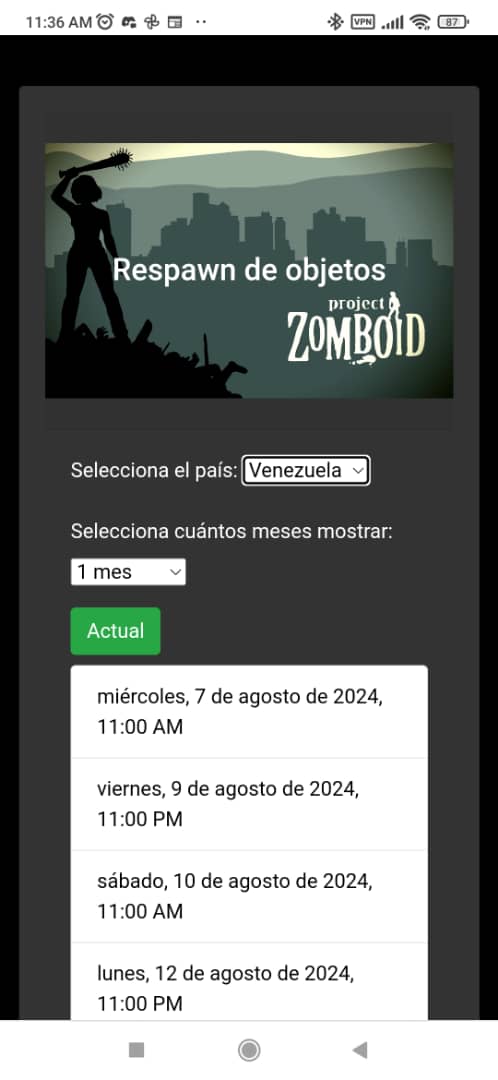 11:36 AM
VPN
87
Respawn de objetos
project
ZOMBOID
Selecciona el país: Venezuela
Selecciona cuántos meses mostrar:
1 mes
Actual
miércoles, 7 de agosto de 2024,
11:00 AM
viernes, 9 de agosto de 2024,
11:00 PM
sábado, 10 de agosto de 2024,
11:00 AM
lunes, 12 de agosto de 2024,
11:00 PM